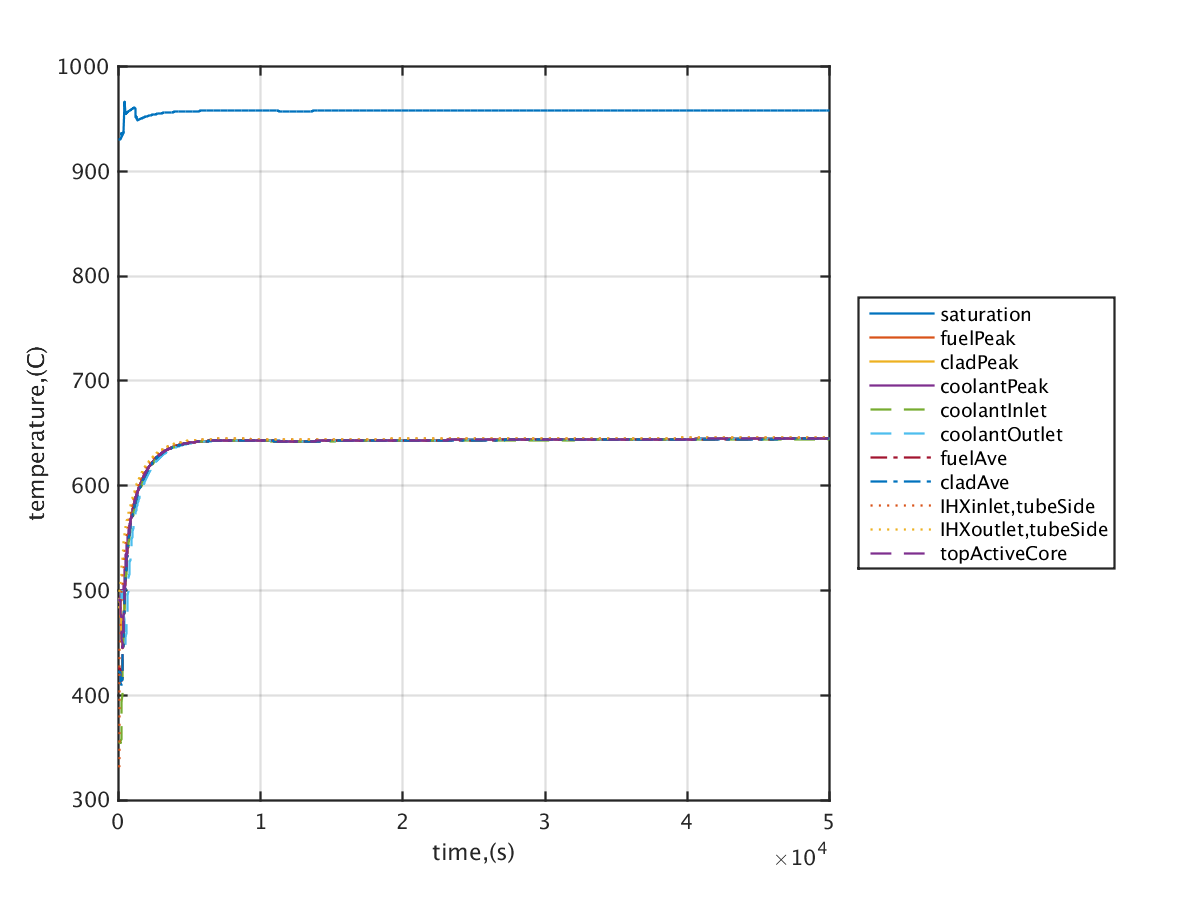 1000
900
800
700
600
500
400
300
temperature,(C)
0 1 2 3 4 5
×10^4
time,(s)
saturation
fuelPeak
cladPeak
coolantPeak
coolantInlet
coolantOutlet
fuelAve
cladAve
IHXinlet,tubeSide
IHXoutlet,tubeSide
topActiveCore